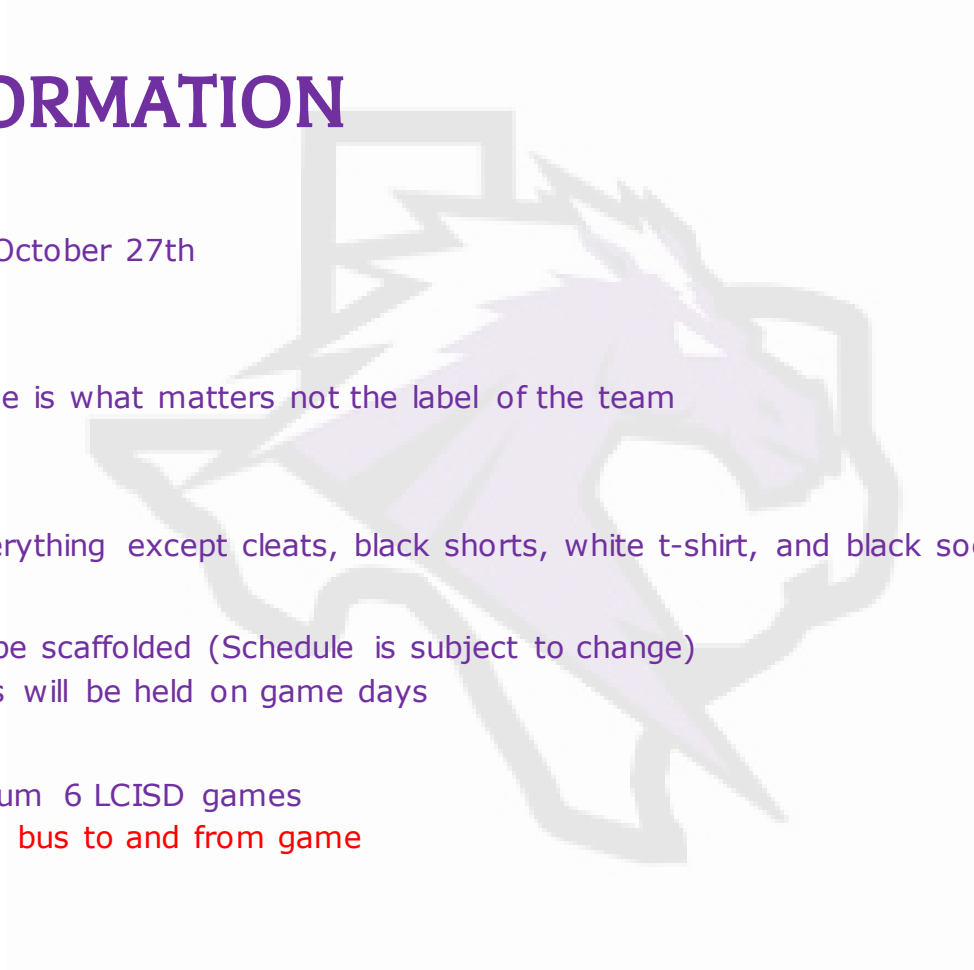 ORMATION
October 27th
e is what matters not the label of the team
erything except cleats, black shorts, white t-shirt, and black so
be scaffolded (Schedule is subject to change)
s will be held on game days
um 6 LCISD games
bus to and from game